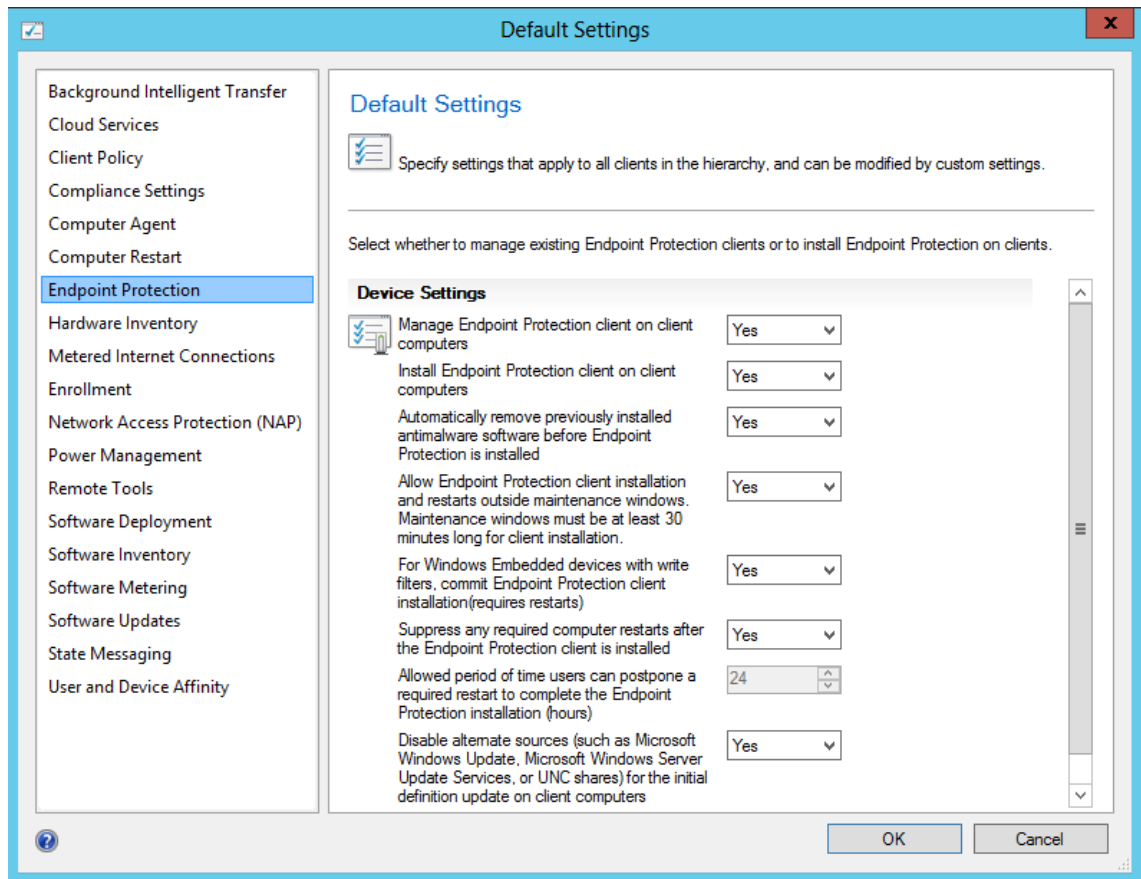 Default Settings
x
Background Intelligent Transfer
Cloud Services
Client Policy
Compliance Settings
Computer Agent
Computer Restart
Endpoint Protection
Hardware Inventory
Metered Internet Connections
Enrollment
Network Access Protection (NAP)
Power Management
Remote Tools
Software Deployment
Software Inventory
Software Metering
Software Updates
State Messaging
User and Device Affinity
Default Settings
Specify settings that apply to all clients in the hierarchy, and can be modified by custom settings.
Select whether to manage existing Endpoint Protection clients or to install Endpoint Protection on clients.
Device Settings
Manage Endpoint Protection client on client
computers
Yes
Install Endpoint Protection client on client
computers
Yes
Automatically remove previously installed
antimalware software before Endpoint
Protection is installed
Yes
Allow Endpoint Protection client installation
and restarts outside maintenance windows.
Maintenance windows must be at least 30
minutes long for client installation.
Yes
For Windows Embedded devices with write
filters, commit Endpoint Protection client
installation(requires restarts)
Yes
Suppress any required computer restarts after
the Endpoint Protection client is installed
Yes
Allowed period of time users can postpone a
required restart to complete the Endpoint
Protection installation (hours)
24
Disable alternate sources (such as Microsoft
Windows Update, Microsoft Windows Server
Update Services, or UNC shares) for the initial
definition update on client computers
Yes
?
OK
Cancel